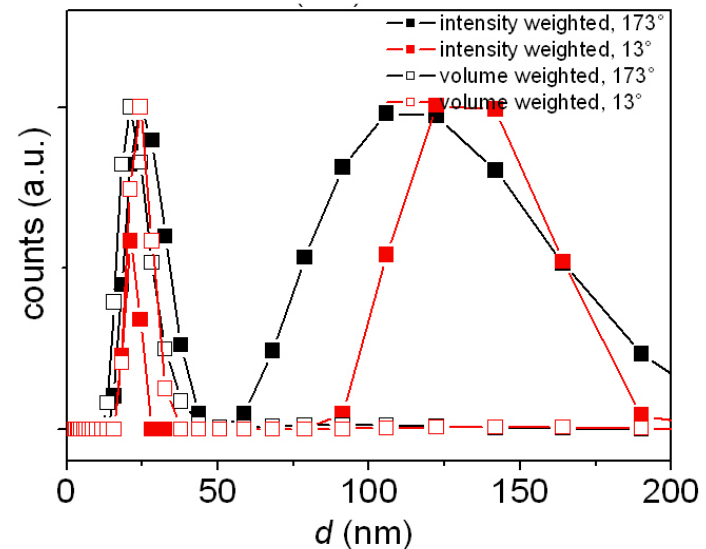 intensity weighted, 173°
intensity weighted, 13°
volume weighted, 173°
volume weighted, 13°
counts (a.u.)
0 50 100 150 200
d (nm)